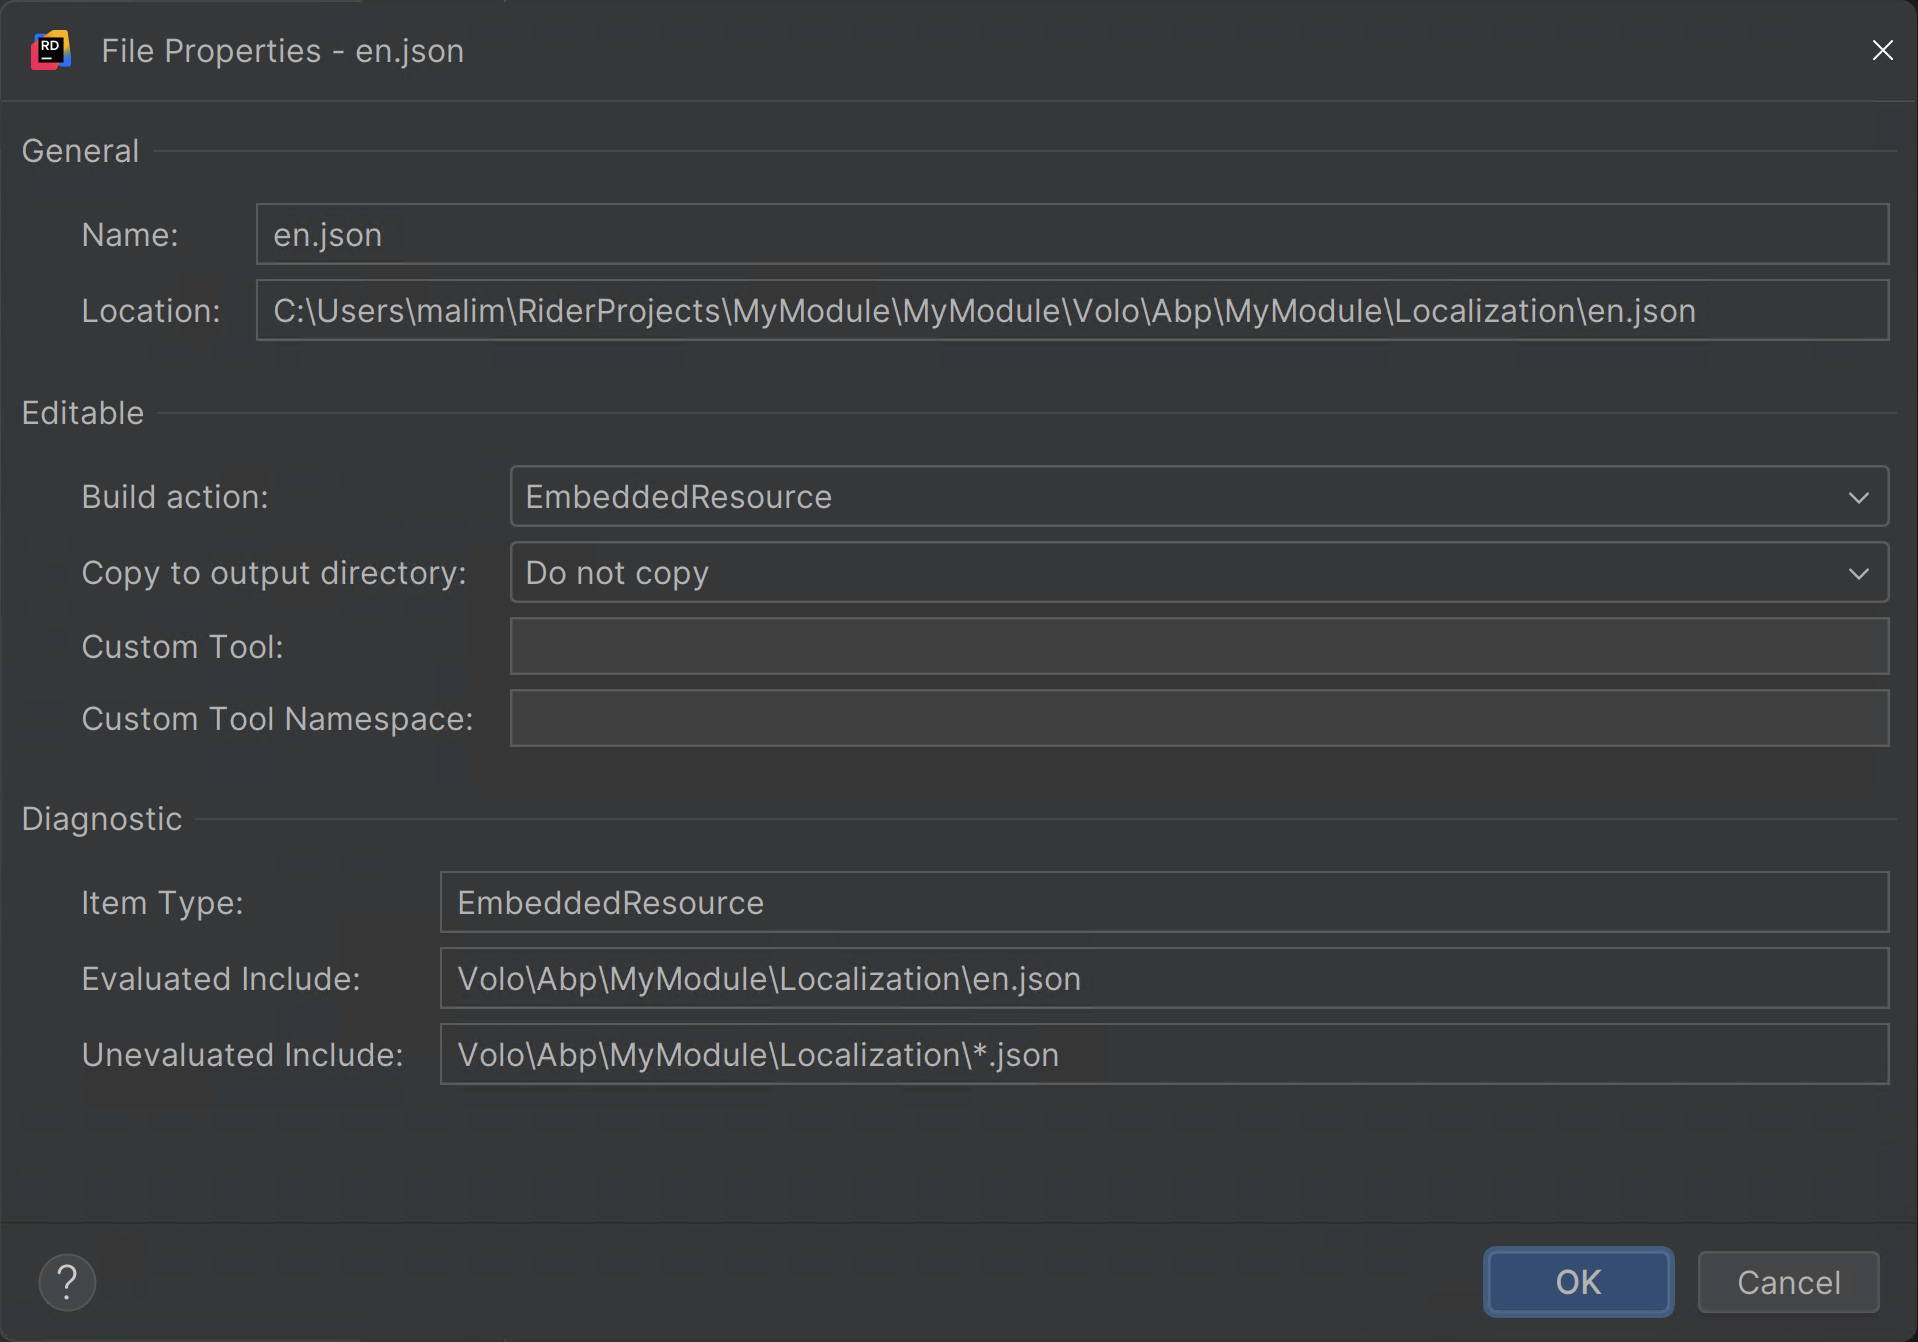 RD
File Properties - en.json
General
Name: en.json
Location: C:\Users\malim\RiderProjects\MyModule\MyModule\Volo\Abp\MyModule\Localization\en.json
Editable
Build action: EmbeddedResource
Copy to output directory: Do not copy
Custom Tool:
Custom Tool Namespace:
Diagnostic
Item Type: EmbeddedResource
Evaluated Include: Volo\Abp\MyModule\Localization\en.json
Unevaluated Include: Volo\Abp\MyModule\Localization\*.json
? OK Cancel